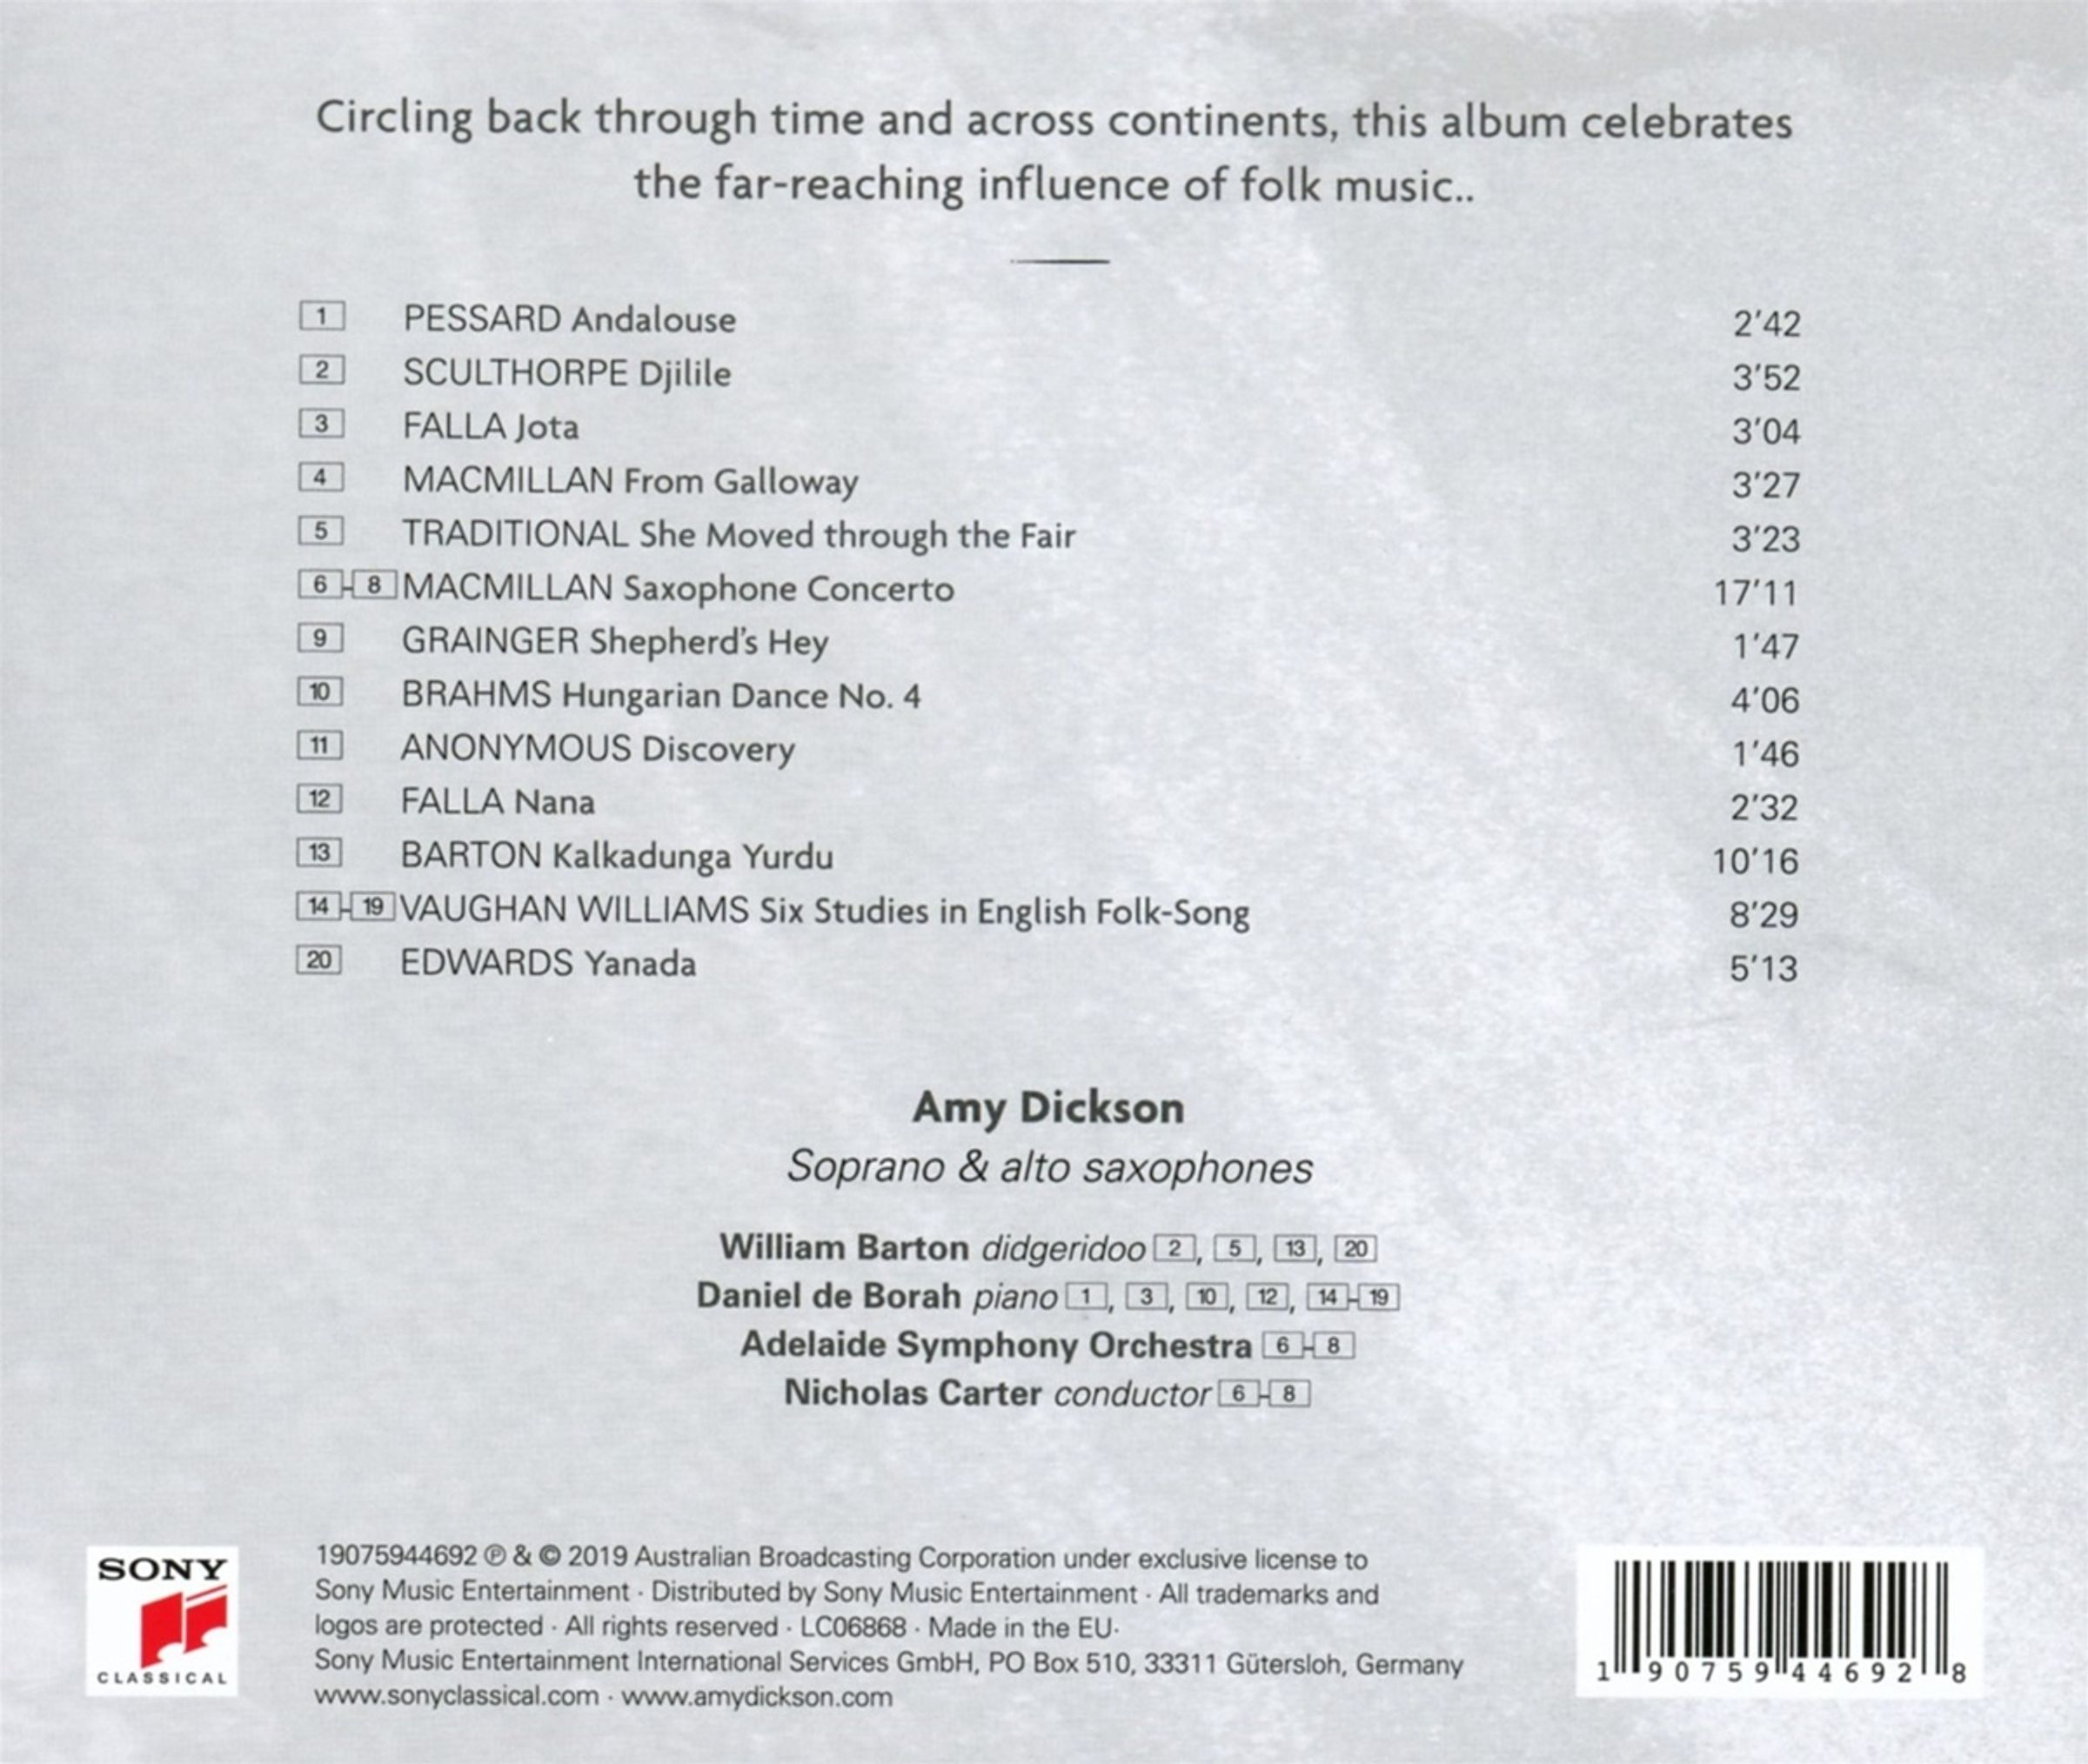 Circling back through time and across continents, this album celebrates
the far-reaching influence of folk music..
1 PESSARD Andalouse 2'42
2 SCULTHORPE Djilile 3'52
3 FALLA Jota 3'04
4 MACMILLAN From Galloway 3'27
5 TRADITIONAL She Moved through the Fair 3'23
6-8 MACMILLAN Saxophone Concerto 17'11
9 GRAINGER Shepherd's Hey 1'47
10 BRAHMS Hungarian Dance No. 4 4'06
11 ANONYMOUS Discovery 1'46
12 FALLA Nana 2'32
13 BARTON Kalkadunga Yurdu 10'16
14-19 VAUGHAN WILLIAMS Six Studies in English Folk-Song 8'29
20 EDWARDS Yanada 5'13
Amy Dickson
Soprano & alto saxophones
William Barton didgeridoo 2, 5, 13, 20
Daniel de Borah piano 1, 3, 10, 12, 14-19
Adelaide Symphony Orchestra 6-8
Nicholas Carter conductor 6-8
SONY
CLASSICAL
19075944692 ℗ & © 2019 Australian Broadcasting Corporation under exclusive license to
Sony Music Entertainment · Distributed by Sony Music Entertainment · All trademarks and
logos are protected · All rights reserved · LC06868 · Made in the EU·
Sony Music Entertainment International Services GmbH, PO Box 510, 33311 Gütersloh, Germany
www.sonyclassical.com · www.amydickson.com
1 90759 44692 8